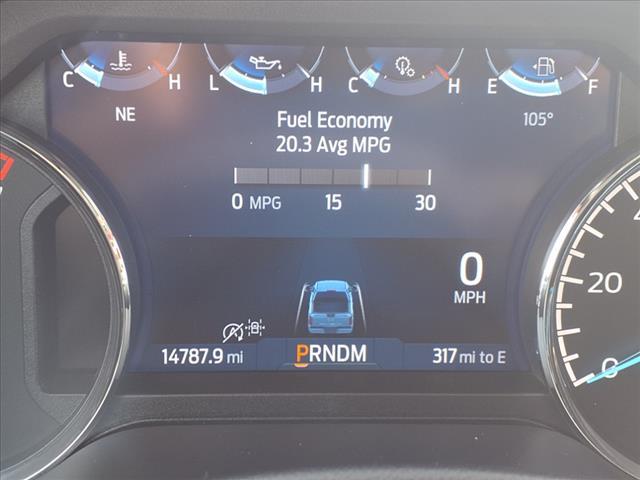 C H L H C H E F
NE 105°
Fuel Economy
20.3 Avg MPG
0 MPG 15 30
0
MPH
20
0
14787.9 mi PRNDM 317 mi to E